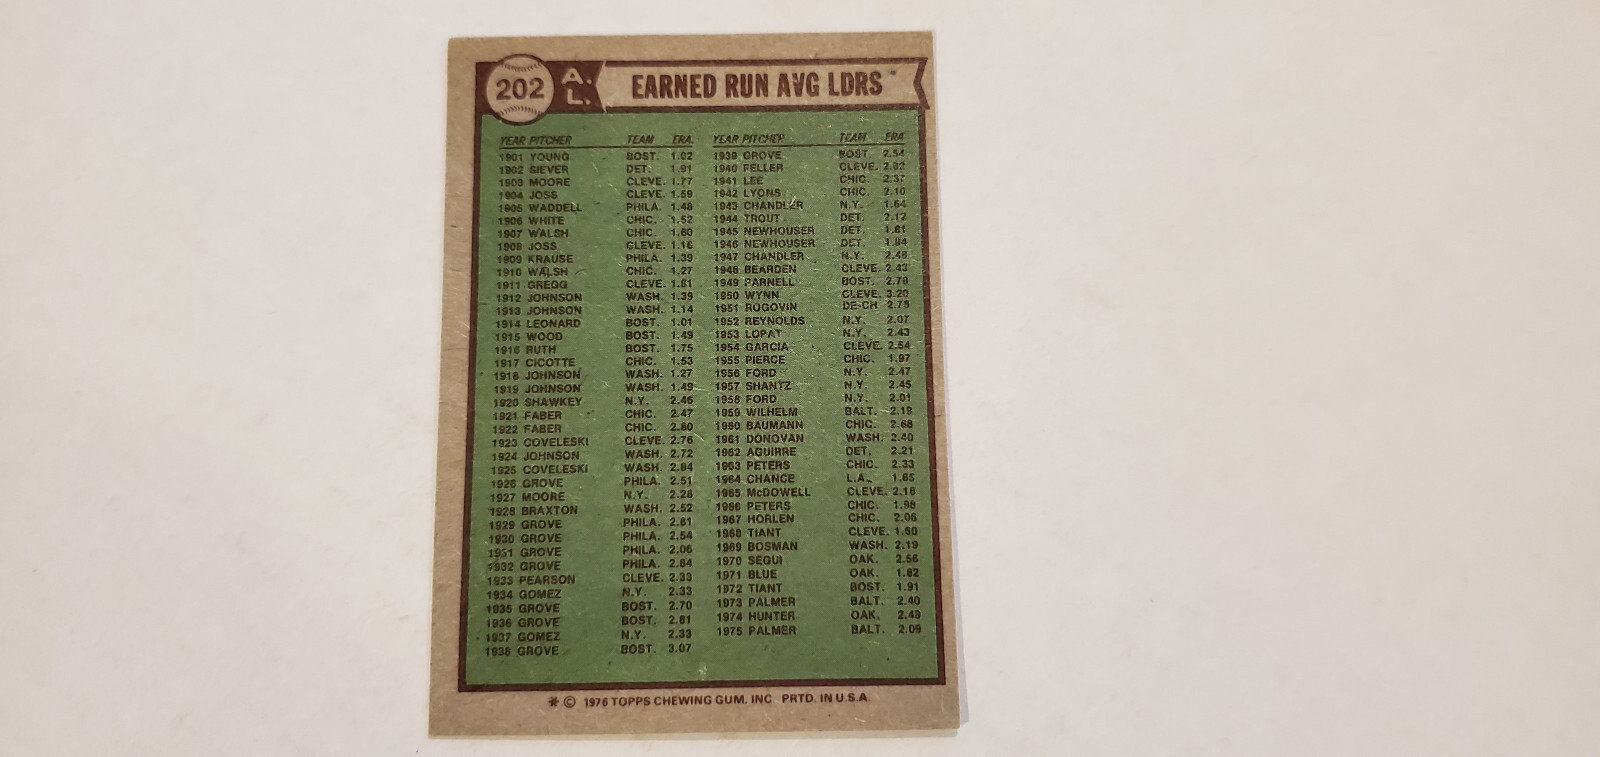 202 A. L. EARNED RUN AVG LDRS
YEAR PITCHER TEAM ERA.
1901 YOUNG BOST. 1.02
1902 SIEVER DET. 1.91
1903 MOORE CLEVE. 1.77
1904 JOSS CLEVE. 1.59
1905 WADDELL PHILA. 1.48
1906 WHITE CHIC. 1.52
1907 WALSH CHIC. 1.60
1908 JOSS CLEVE. 1.16
1909 KRAUSE PHILA. 1.39
1910 WALSH CHIC. 1.27
1911 GREGG CLEVE. 1.81
1912 JOHNSON WASH. 1.39
1913 JOHNSON WASH. 1.14
1914 LEONARD BOST. 1.01
1915 WOOD BOST. 1.49
1916 RUTH BOST. 1.75
1917 CICOTTE CHIC. 1.53
1918 JOHNSON WASH. 1.27
1919 JOHNSON WASH. 1.49
1920 SHAWKEY N.Y. 2.46
1921 FABER CHIC. 2.47
1922 FABER CHIC. 2.80
1923 COVELESKI CLEVE. 2.76
1924 JOHNSON WASH. 2.72
1925 COVELESKI WASH. 2.84
1926 GROVE PHILA. 2.51
1927 MOORE N.Y. 2.28
1928 BRAXTON WASH. 2.52
1929 GROVE PHILA. 2.81
1930 GROVE PHILA. 2.54
1931 GROVE PHILA. 2.06
1932 GROVE PHILA. 2.84
1933 PEARSON CLEVE. 2.33
1934 GOMEZ N.Y. 2.33
1935 GROVE BOST. 2.70
1936 GROVE BOST. 2.81
1937 GOMEZ N.Y. 2.33
1938 GROVE BOST. 3.07
YEAR PITCHER TEAM ERA
1939 GROVE BOST. 2.54
1940 FELLER CLEVE. 2.62
1941 LEE CHIC. 2.37
1942 LYONS CHIC. 2.10
1943 CHANDLER N.Y. 1.64
1944 TROUT DET. 2.12
1945 NEWHOUSER DET. 1.81
1946 NEWHOUSER DET. 1.94
1947 CHANDLER N.Y. 2.46
1948 BEARDEN CLEVE. 2.43
1949 PARNELL BOST. 2.78
1950 WYNN CLEVE. 3.20
1951 ROGOVIN DE-CH 2.78
1952 REYNOLDS N.Y. 2.07
1953 LOPAT N.Y. 2.43
1954 GARCIA CLEVE. 2.64
1955 PIERCE CHIC. 1.97
1956 FORD N.Y. 2.47
1957 SHANTZ N.Y. 2.45
1958 FORD N.Y. 2.01
1959 WILHELM BALT. 2.19
1960 BAUMANN CHIC. 2.68
1961 DONOVAN WASH. 2.40
1962 AGUIRRE DET. 2.21
1963 PETERS CHIC. 2.33
1964 CHANCE L.A. 1.65
1965 McDOWELL CLEVE. 2.18
1966 PETERS CHIC. 1.98
1967 HORLEN CHIC. 2.06
1968 TIANT CLEVE. 1.60
1969 BOSMAN WASH. 2.19
1970 SEGUI OAK. 2.56
1971 BLUE OAK. 1.82
1972 TIANT BOST. 1.91
1973 PALMER BALT. 2.40
1974 HUNTER OAK. 2.49
1975 PALMER BALT. 2.09
* © 1976 TOPPS CHEWING GUM. INC PRTD. IN U.S.A.